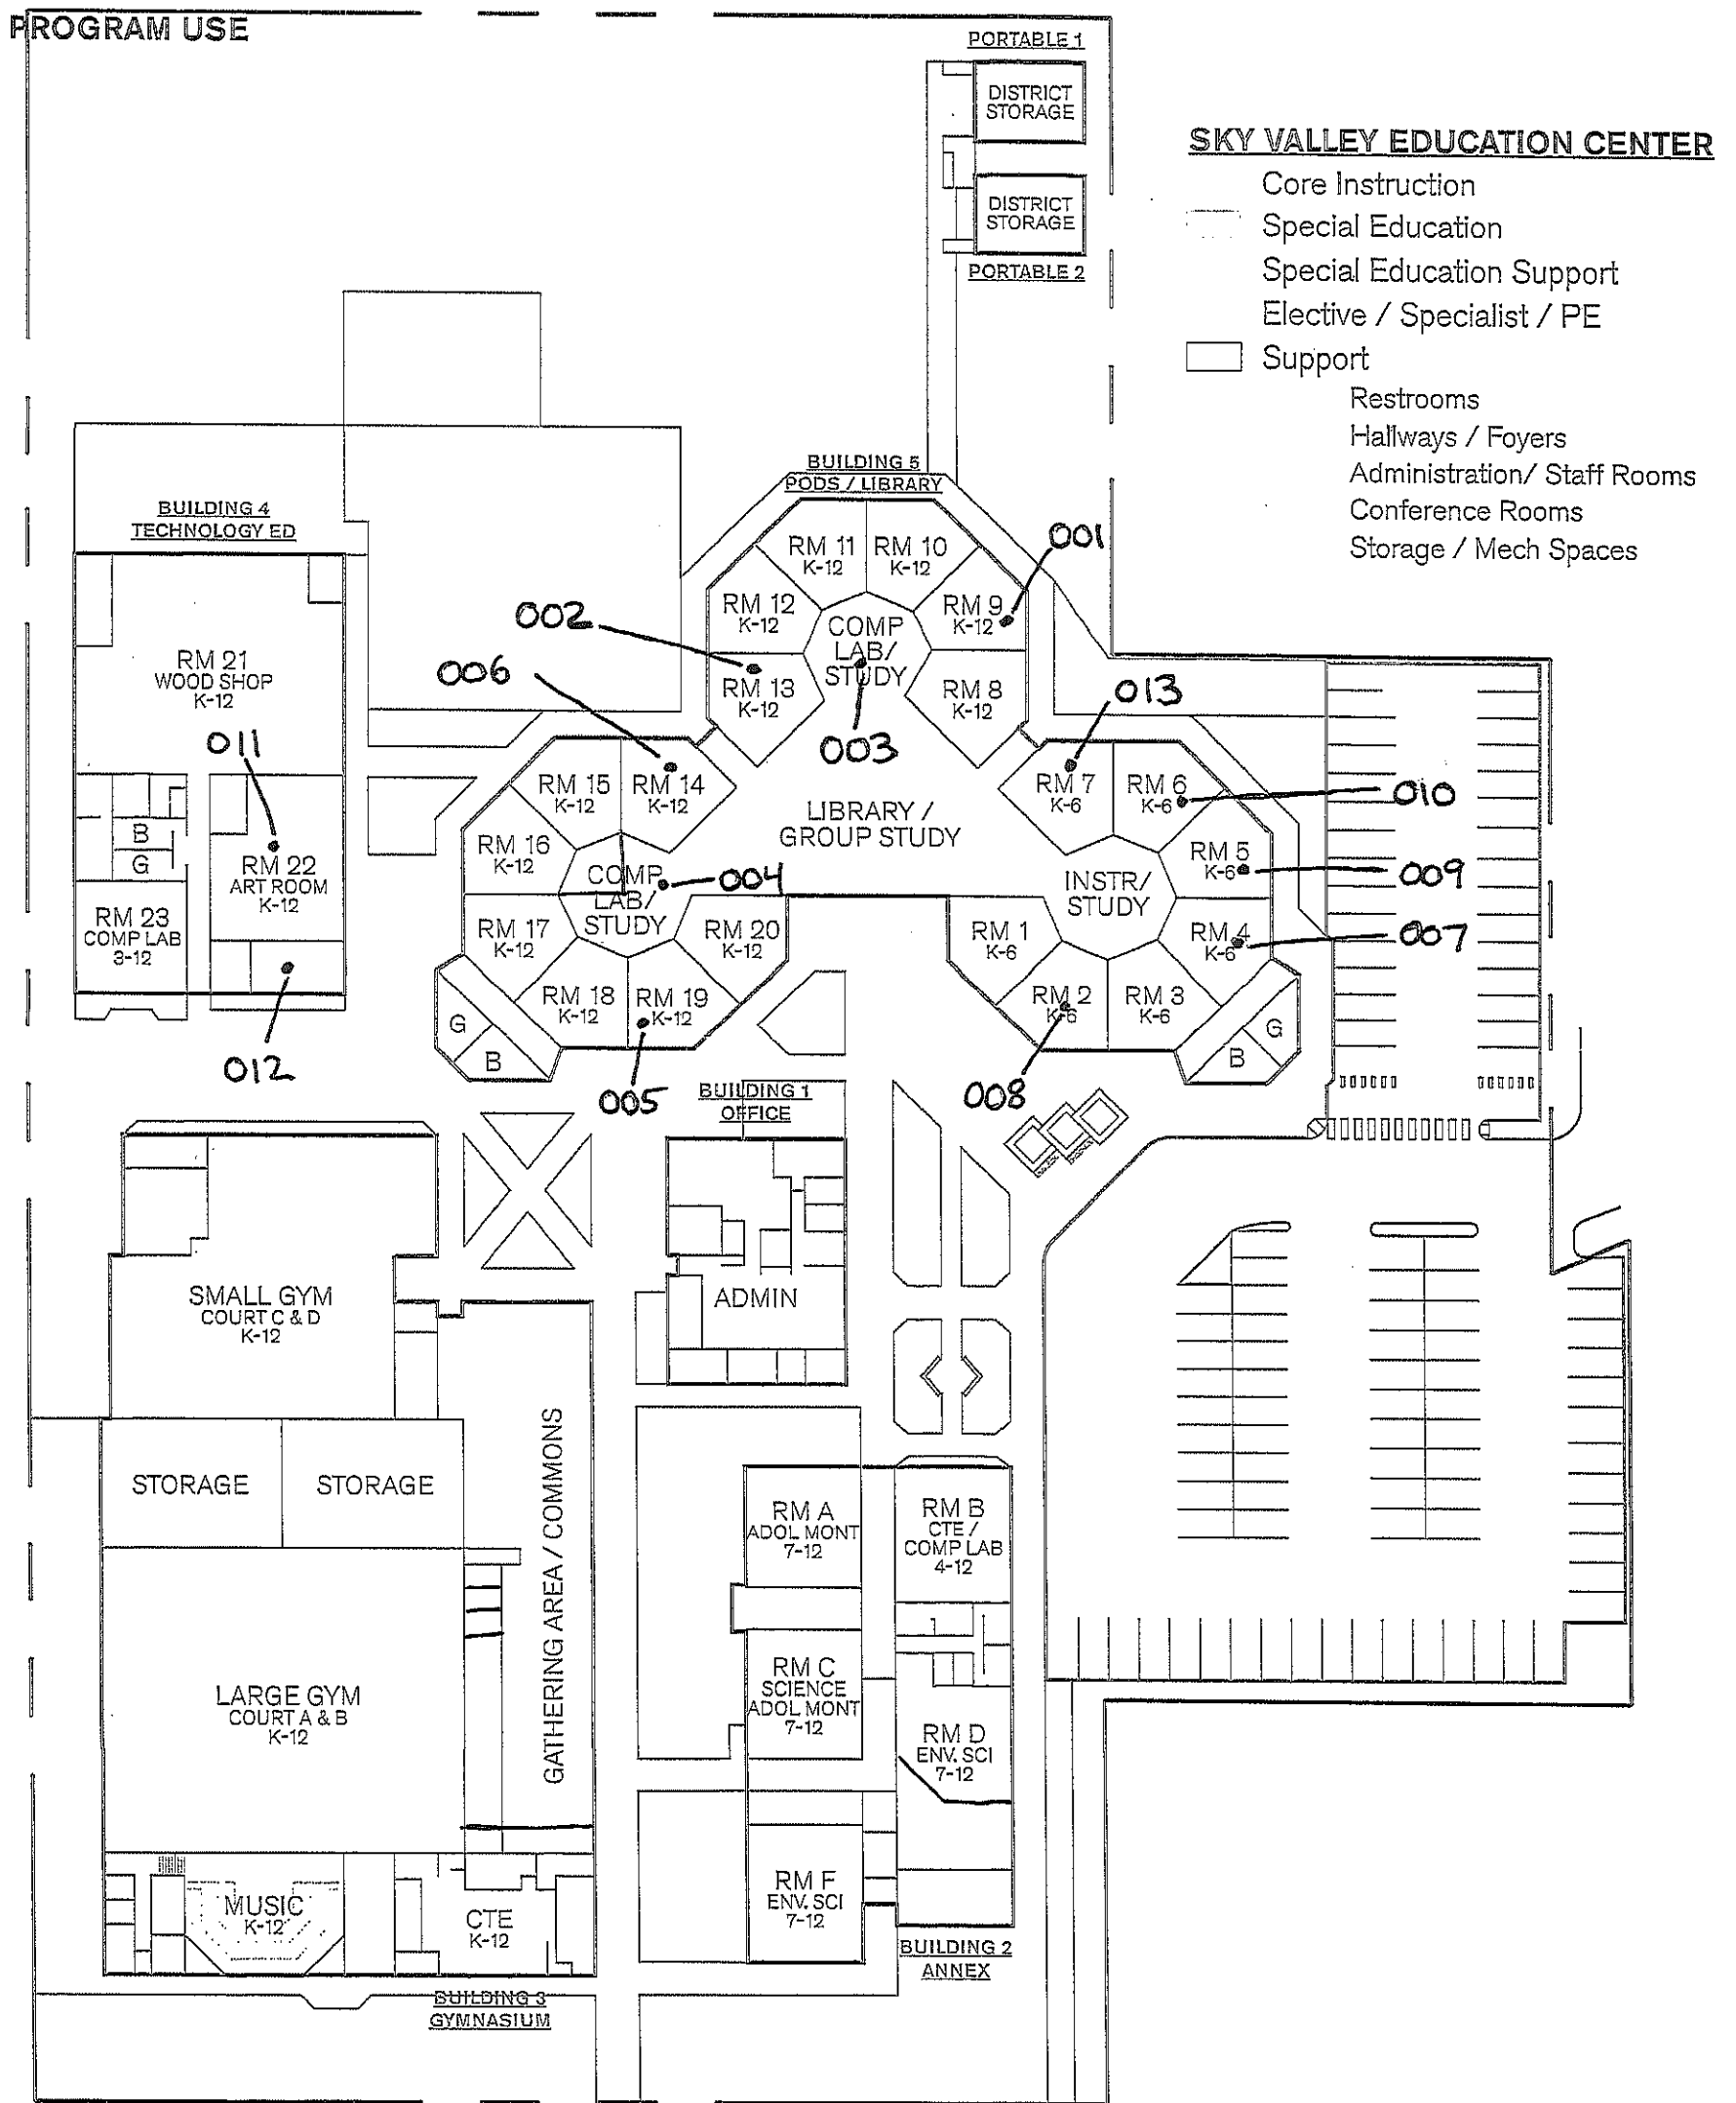 PROGRAM USE
PORTABLE 1
DISTRICT
STORAGE
DISTRICT
STORAGE
PORTABLE 2
SKY VALLEY EDUCATION CENTER
Core Instruction
Special Education
Special Education Support
Elective / Specialist / PE
Support
Restrooms
Hallways / Foyers
Administration/ Staff Rooms
Conference Rooms
Storage / Mech Spaces
BUILDING 5
PODS / LIBRARY
BUILDING 4
TECHNOLOGY ED
RM 11
K-12
RM 10
K-12
001
RM 12
K-12
RM 9
K-12
002
COMP
LAB/
STUDY
006
RM 13
K-12
RM 8
K-12
003
013
RM 21
WOOD SHOP
K-12
011
RM 15
K-12
RM 14
K-12
RM 7
K-6
RM 6
K-6
010
LIBRARY /
GROUP STUDY
B
G
RM 22
ART ROOM
K-12
RM 16
K-12
RM 5
K-6
009
COMP
LAB/
STUDY
004
INSTR/
STUDY
RM 23
COMP LAB
3-12
RM 17
K-12
RM 20
K-12
RM 1
K-6
RM 4
K-6
007
012
RM 18
K-12
RM 19
K-12
RM 2
K-6
RM 3
K-6
G
B
G
B
005
008
BUILDING 1
OFFICE
ADMIN
SMALL GYM
COURT C & D
K-12
STORAGE
STORAGE
GATHERING AREA / COMMONS
RM A
ADOL MONT
7-12
RM B
CTE /
COMP LAB
4-12
LARGE GYM
COURT A & B
K-12
RM C
SCIENCE
ADOL MONT
7-12
RM D
ENV. SCI
7-12
RM F
ENV. SCI
7-12
MUSIC
K-12
CTE
K-12
BUILDING 2
ANNEX
BUILDING 3
GYMNASIUM